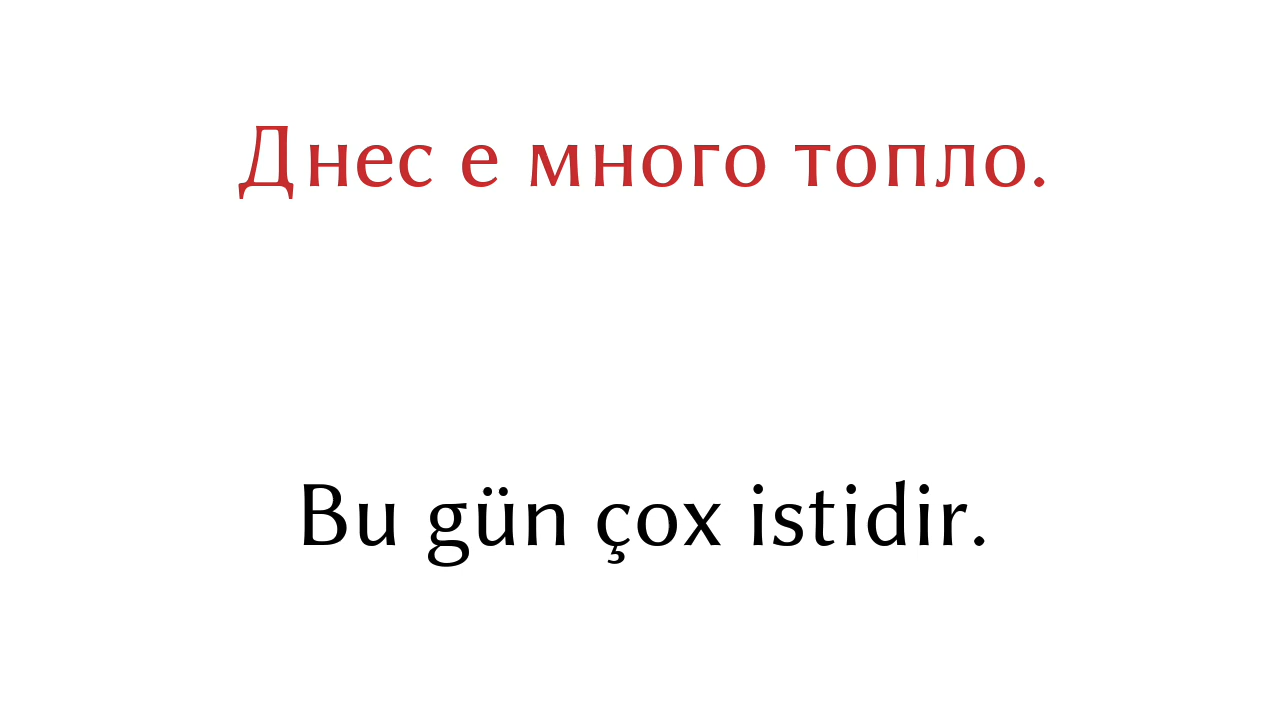 Днес е много топло.
Bu gün çox istidir.